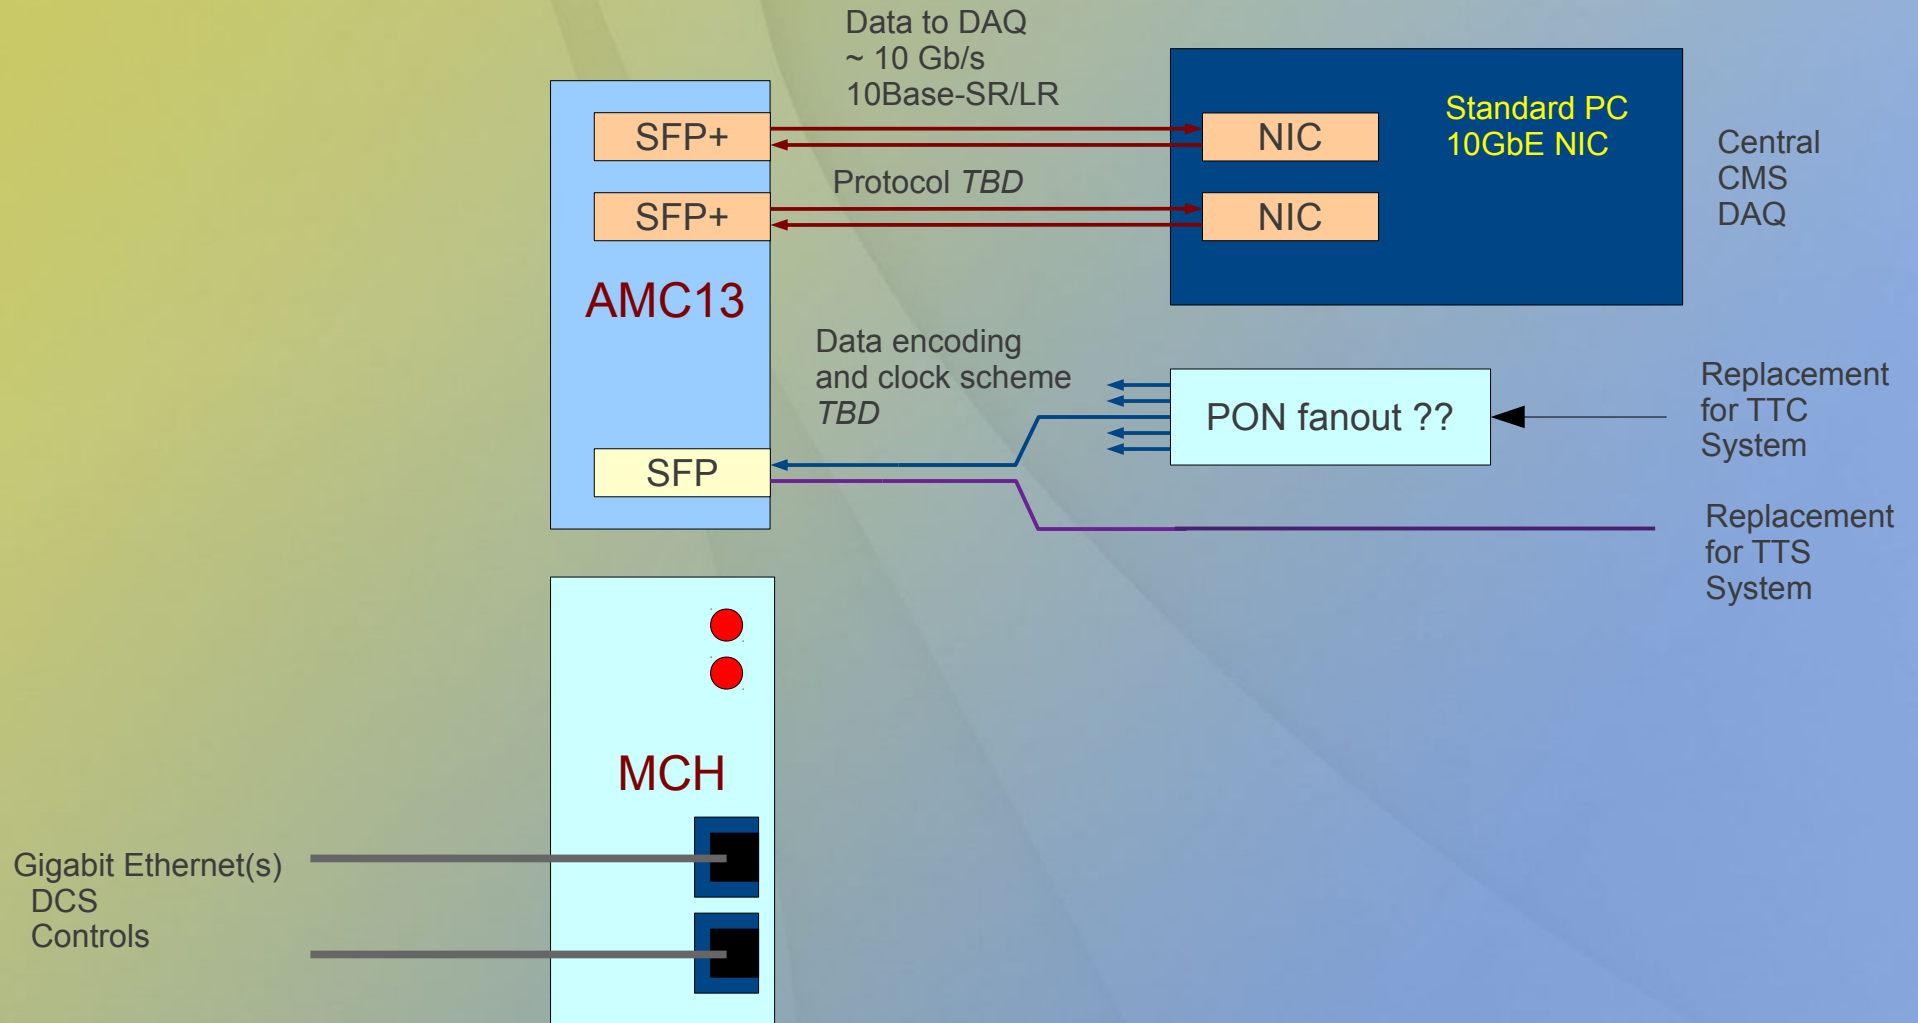 Data to DAQ
~ 10 Gb/s
10Base-SR/LR
SFP+
NIC
Standard PC
10GbE NIC
Central
CMS
DAQ
Protocol TBD
SFP+
NIC
AMC13
Data encoding
and clock scheme
TBD
PON fanout ??
Replacement
for TTC
System
SFP
Replacement
for TTS
System
MCH
Gigabit Ethernet(s)
DCS
Controls